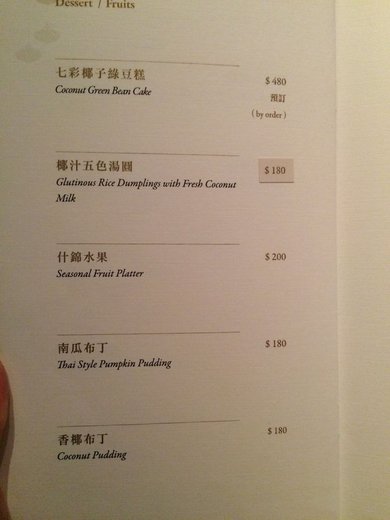 Dessert / Fruits
七彩椰子綠豆糕
$ 480
Coconut Green Bean Cake
預訂
( by order )
椰汁五色湯圓
$ 180
Glutinous Rice Dumplings with Fresh Coconut
Milk
什錦水果
$ 200
Seasonal Fruit Platter
南瓜布丁
$ 180
Thai Style Pumpkin Pudding
香椰布丁
$ 180
Coconut Pudding